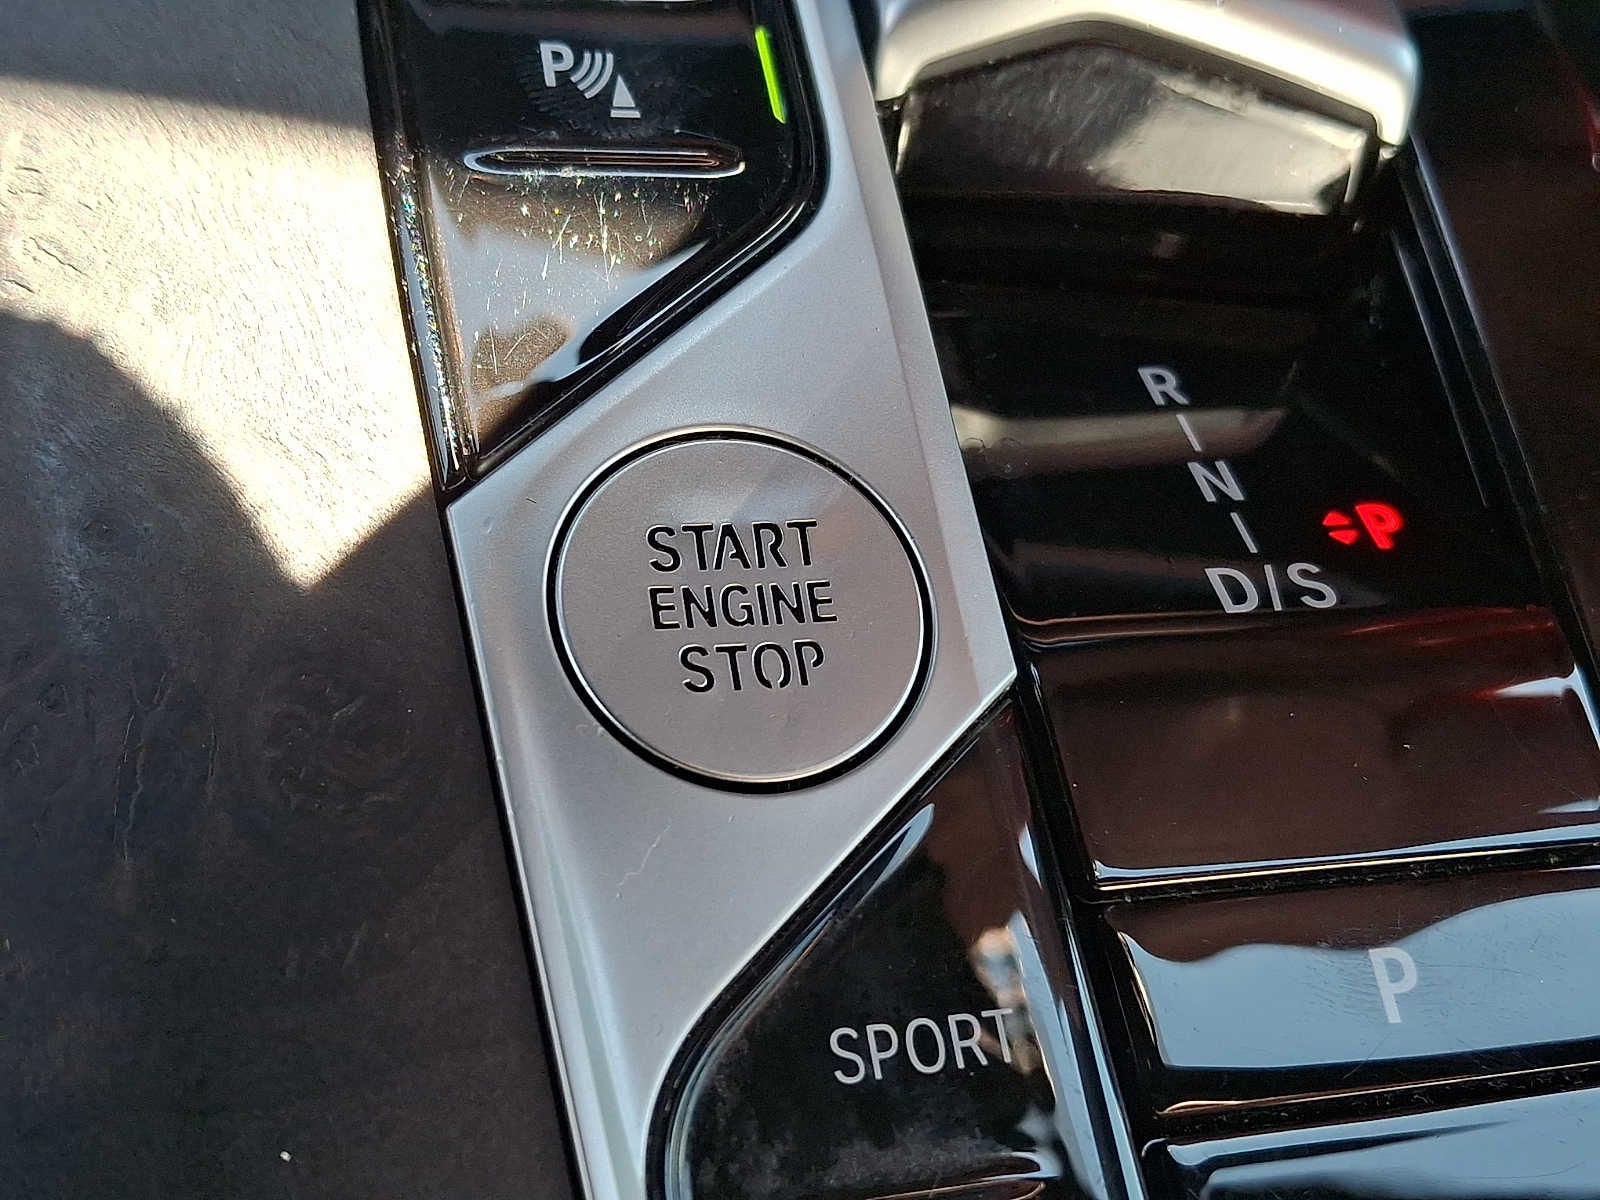 P
START
ENGINE
STOP
SPORT
R
N
D/S
P
P